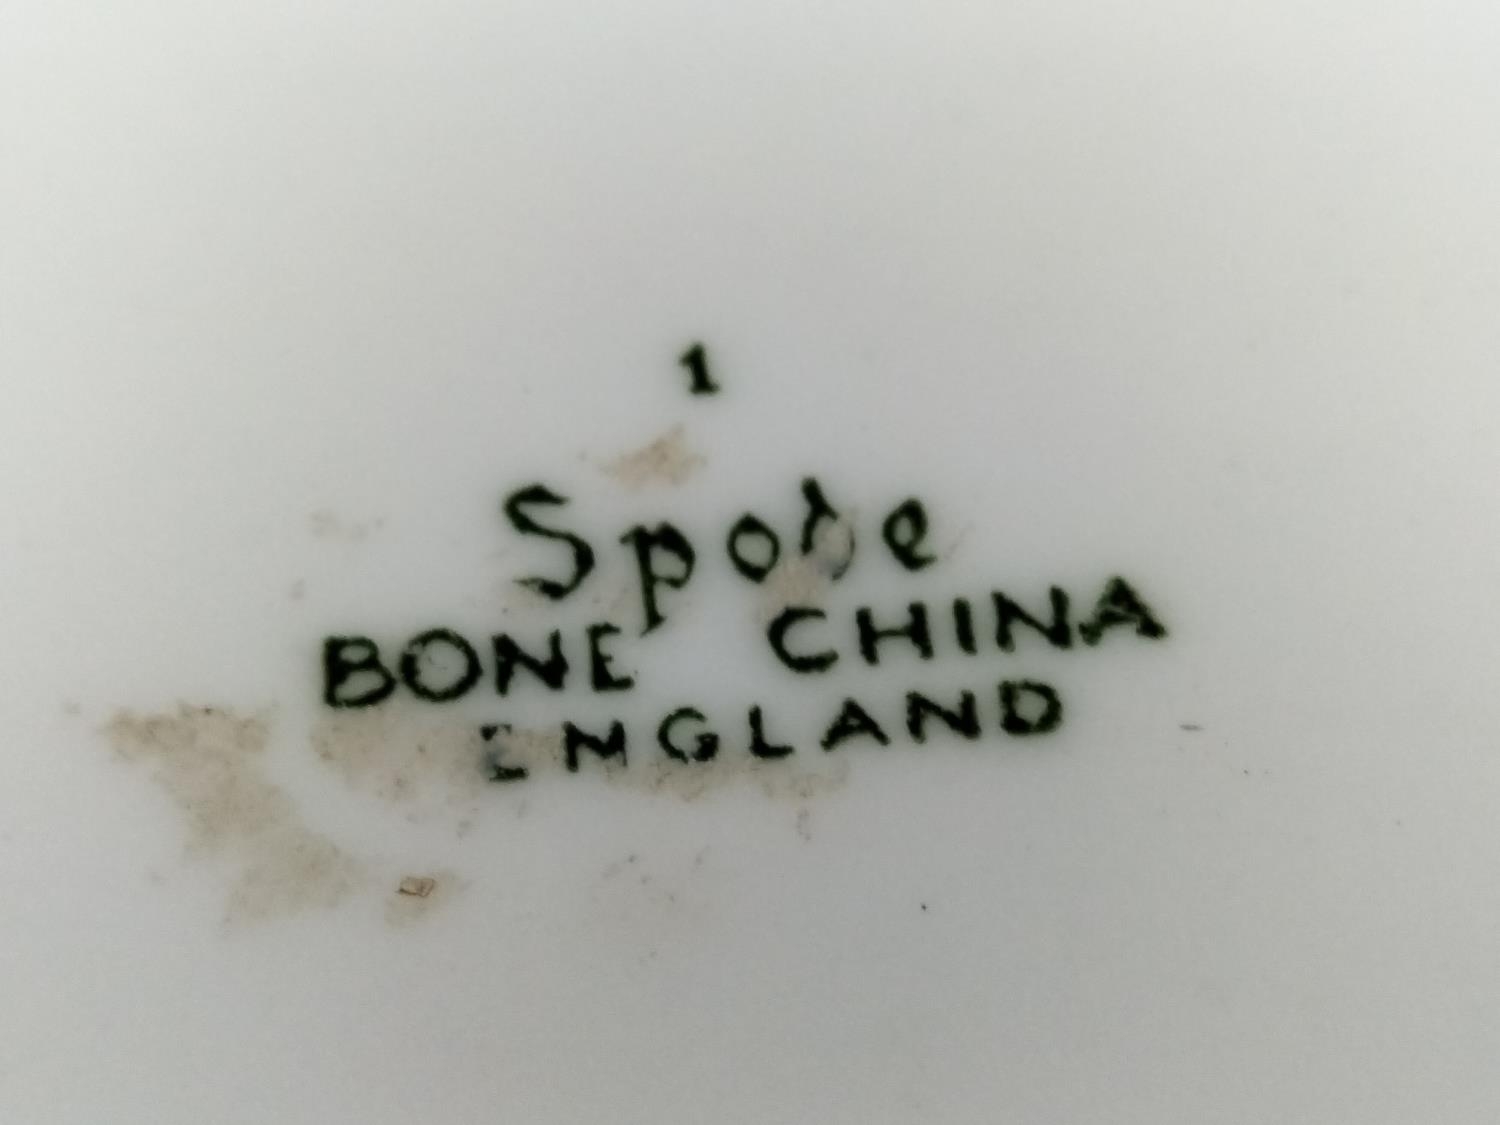 1
Spode
BONE CHINA
ENGLAND